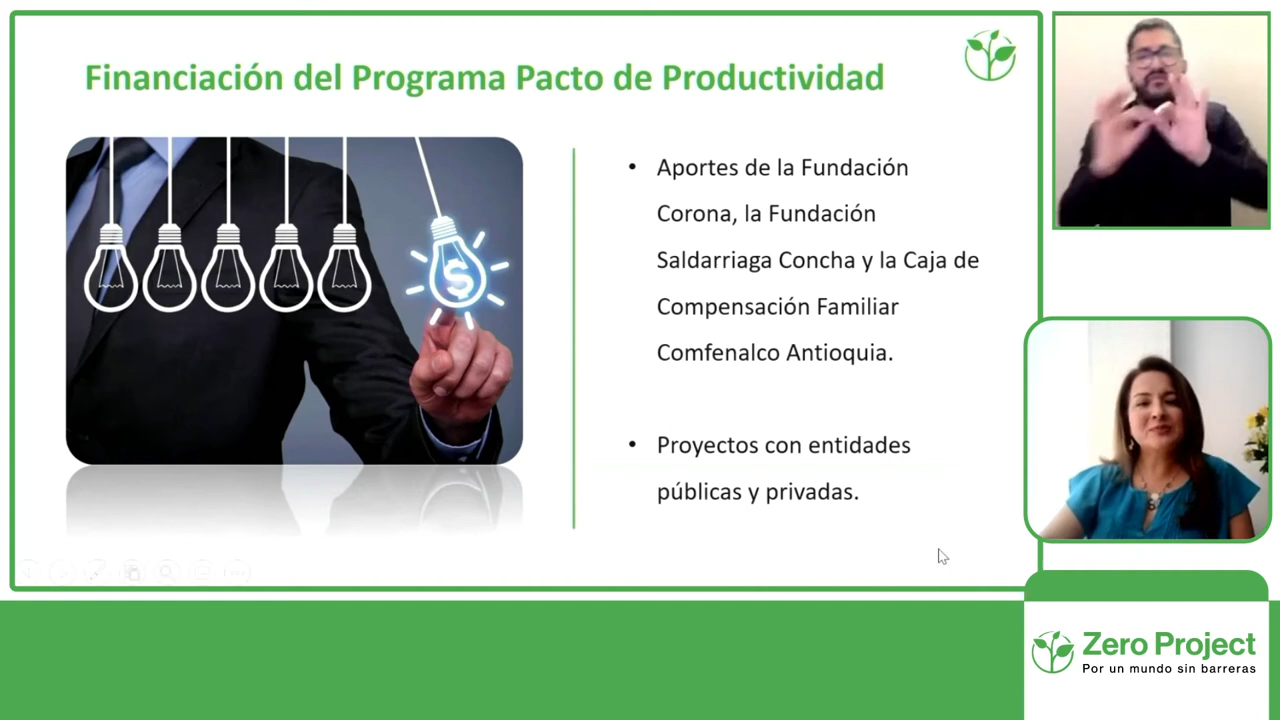 Financiación del Programa Pacto de Productividad
$
• Aportes de la Fundación
Corona, la Fundación
Saldarriaga Concha y la Caja de
Compensación Familiar
Comfenalco Antioquia.
• Proyectos con entidades
públicas y privadas.
Zero Project
Por un mundo sin barreras